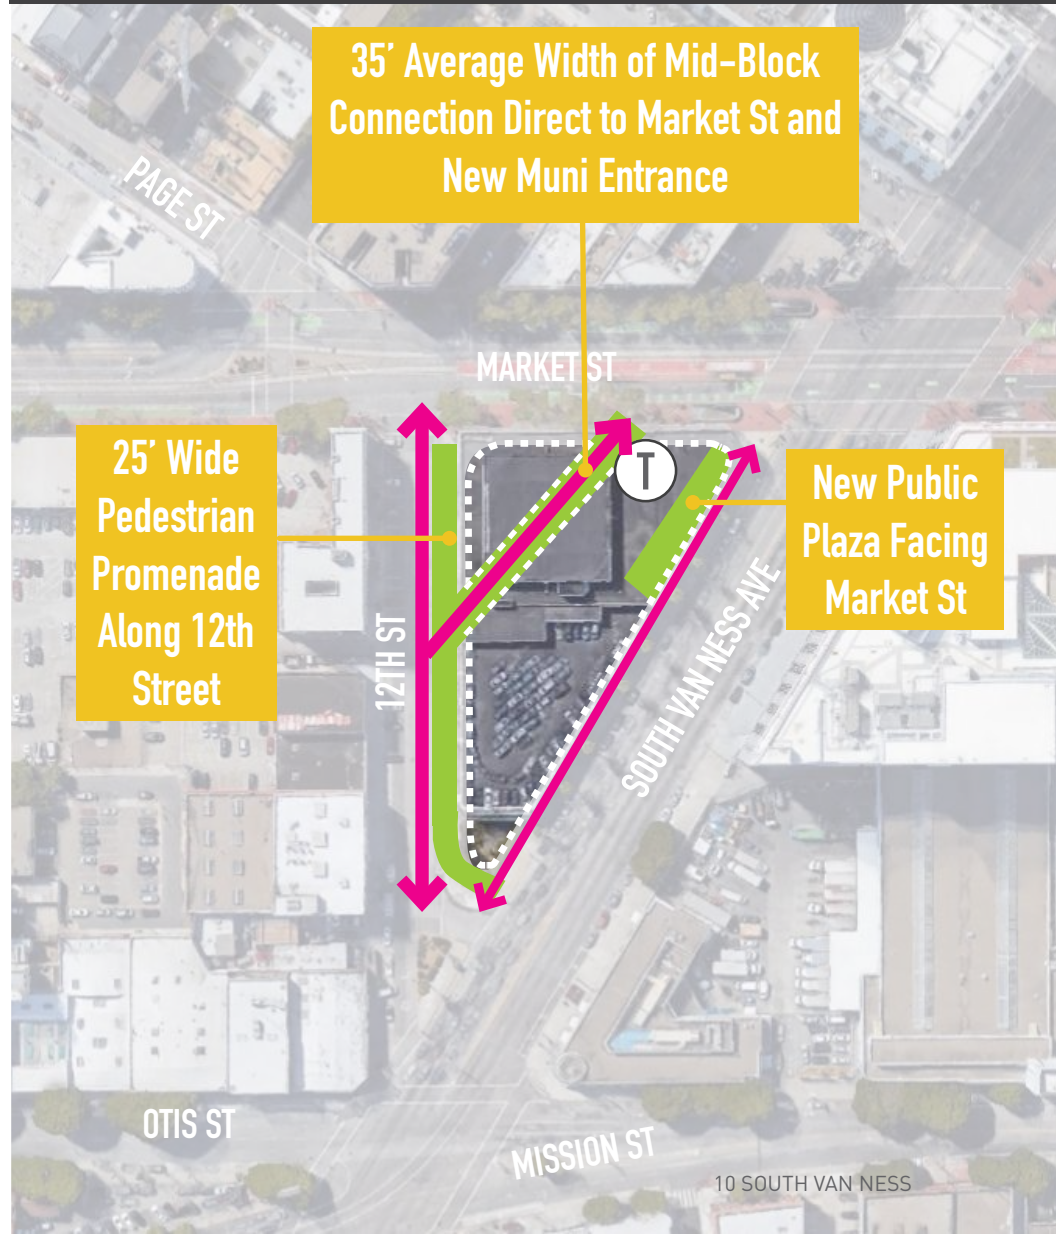 35’ Average Width of Mid-Block
Connection Direct to Market St and
New Muni Entrance
PAGE ST
MARKET ST
25’ Wide
Pedestrian
Promenade
Along 12th
Street
T
New Public
Plaza Facing
Market St
12TH ST
SOUTH VAN NESS AVE
OTIS ST
MISSION ST
10 SOUTH VAN NESS